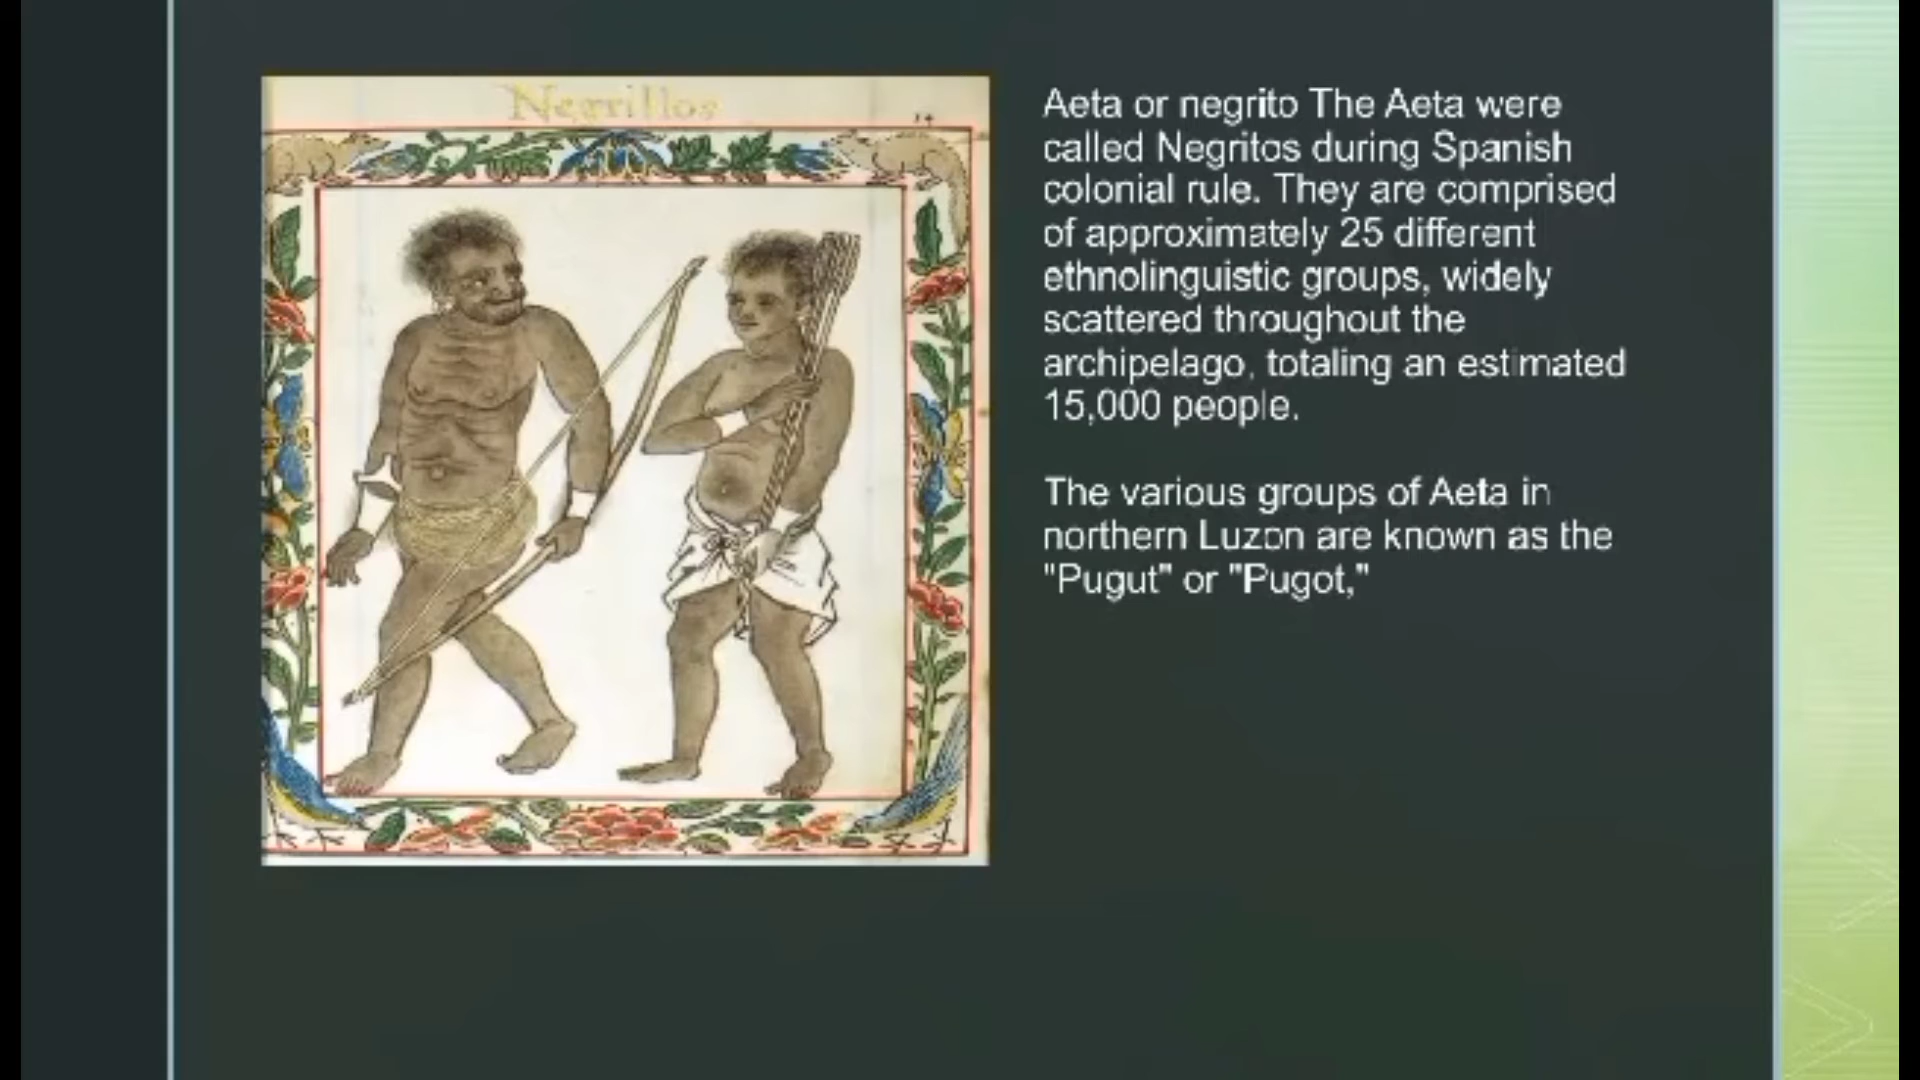 Negrillos
14
Aeta or negrito The Aeta were
called Negritos during Spanish
colonial rule. They are comprised
of approximately 25 different
ethnolinguistic groups, widely
scattered throughout the
archipelago, totaling an estimated
15,000 people.
The various groups of Aeta in
northern Luzon are known as the
"Pugut" or "Pugot,"